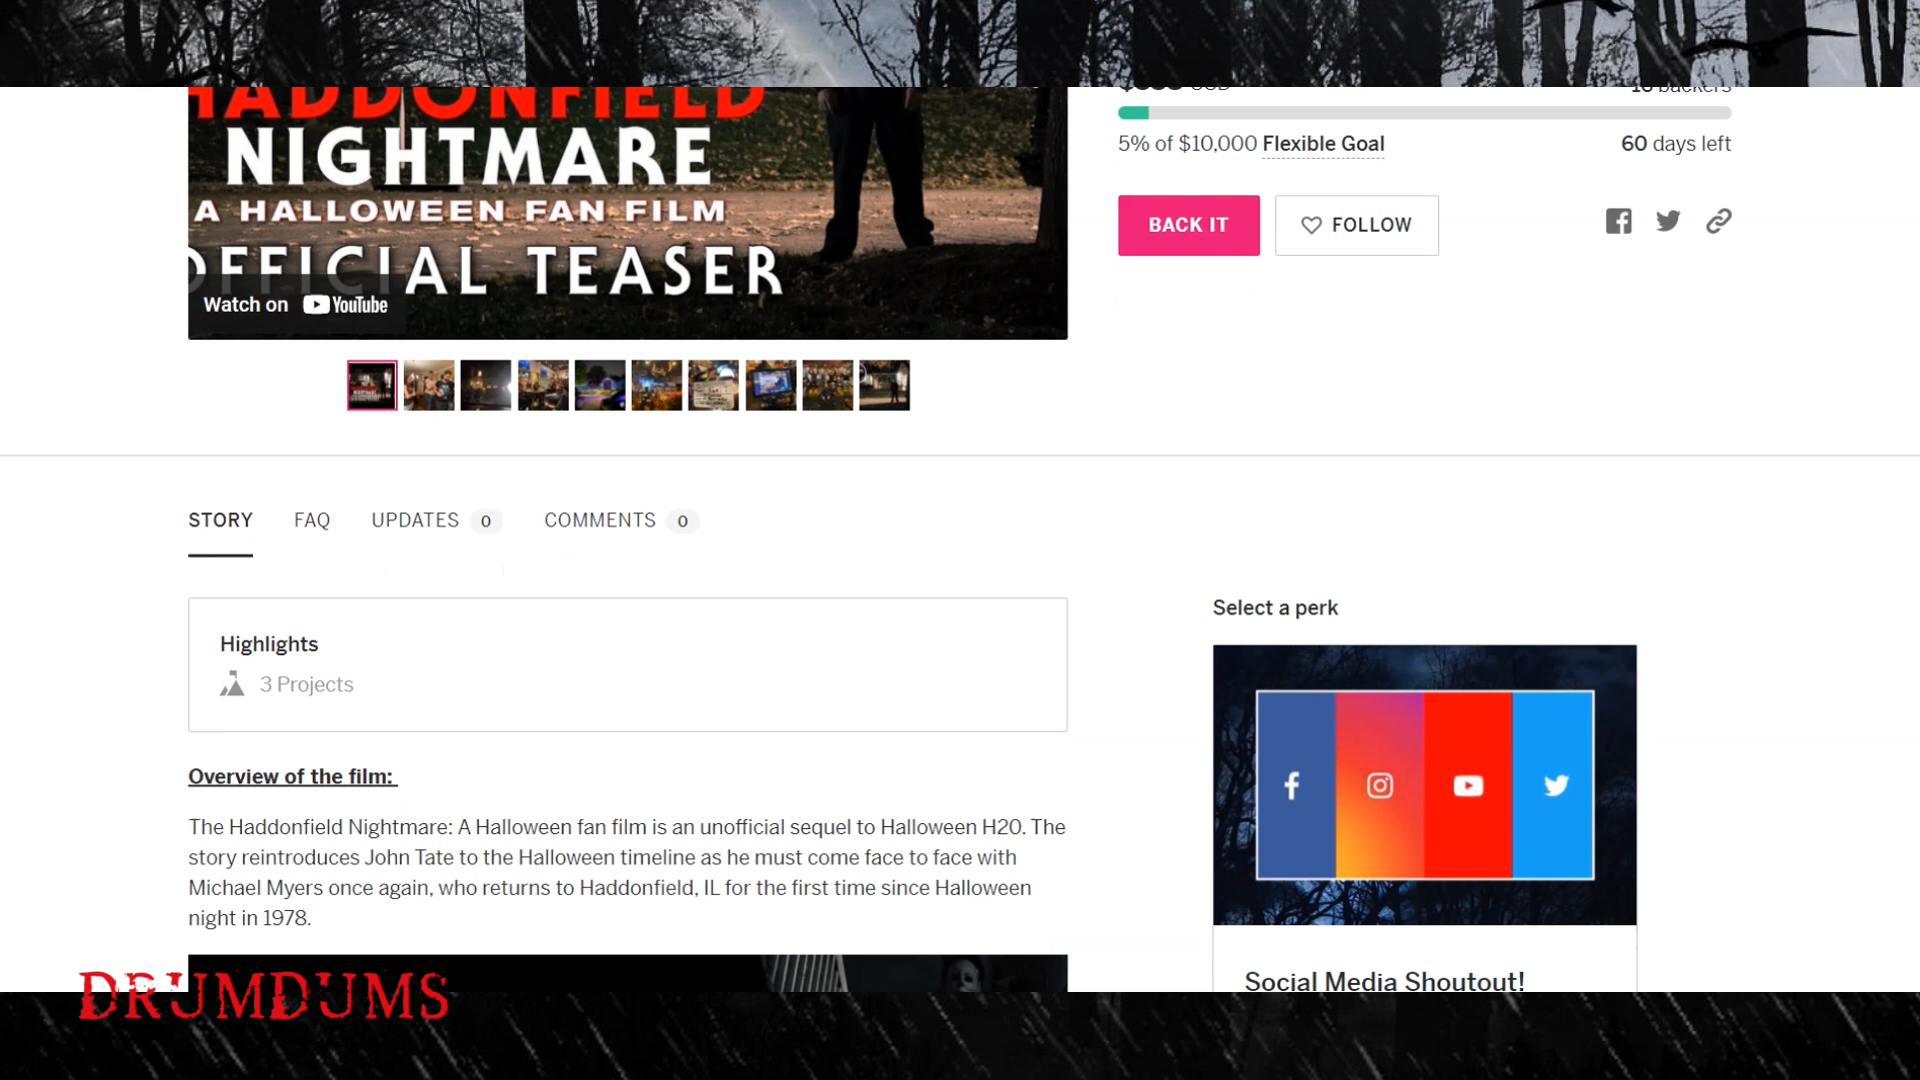 HADDONFIELD
NIGHTMARE
A HALLOWEEN FAN FILM
OFFICIAL TEASER
Watch on YouTube
USD
backers
5% of $10,000 Flexible Goal
60 days left
BACK IT
FOLLOW
STORY
FAQ
UPDATES 0
COMMENTS 0
Highlights
3 Projects
Overview of the film:
The Haddonfield Nightmare: A Halloween fan film is an unofficial sequel to Halloween H20. The
story reintroduces John Tate to the Halloween timeline as he must come face to face with
Michael Myers once again, who returns to Haddonfield, IL for the first time since Halloween
night in 1978.
Select a perk
Social Media Shoutout!
DRUMDUMS